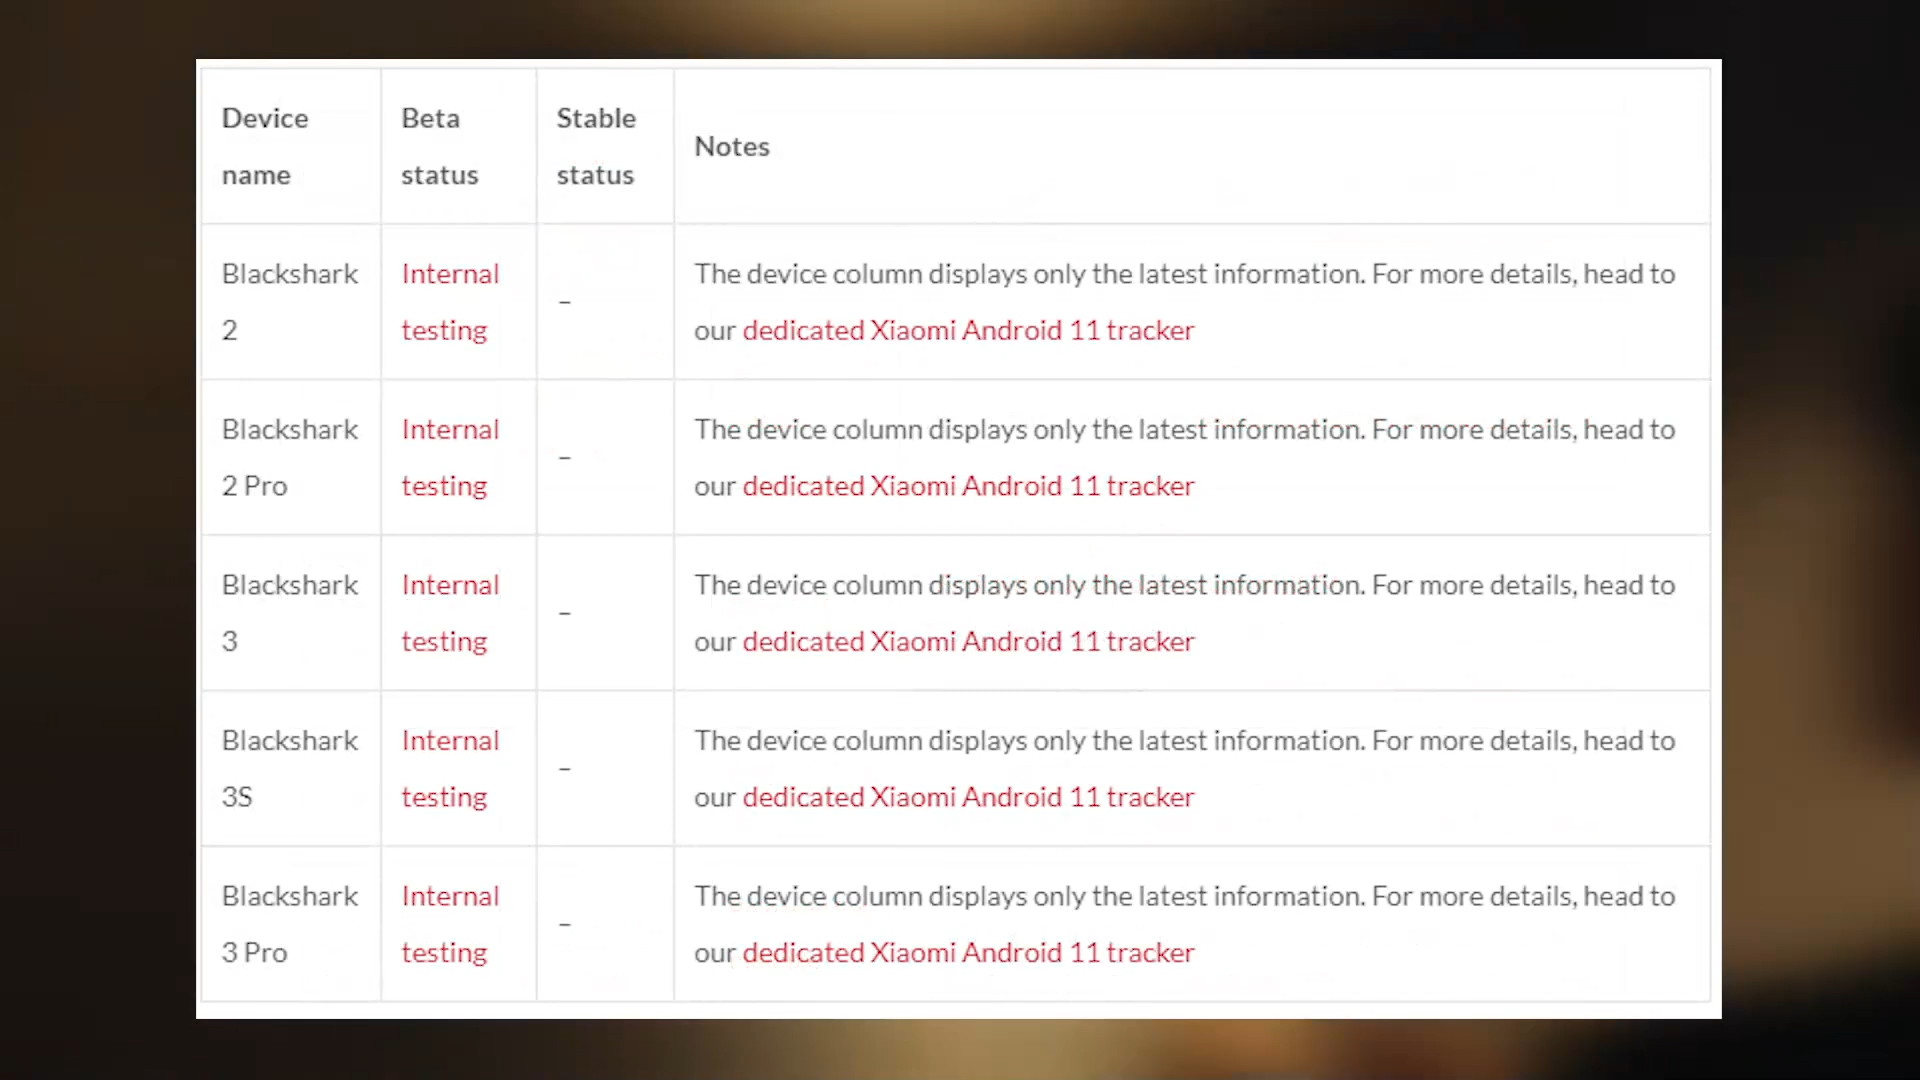 Device
name
Beta
status
Stable
status
Notes
Blackshark
2
Internal
testing
–
The device column displays only the latest information. For more details, head to
our dedicated Xiaomi Android 11 tracker
Blackshark
2 Pro
Internal
testing
–
The device column displays only the latest information. For more details, head to
our dedicated Xiaomi Android 11 tracker
Blackshark
3
Internal
testing
–
The device column displays only the latest information. For more details, head to
our dedicated Xiaomi Android 11 tracker
Blackshark
3S
Internal
testing
–
The device column displays only the latest information. For more details, head to
our dedicated Xiaomi Android 11 tracker
Blackshark
3 Pro
Internal
testing
–
The device column displays only the latest information. For more details, head to
our dedicated Xiaomi Android 11 tracker